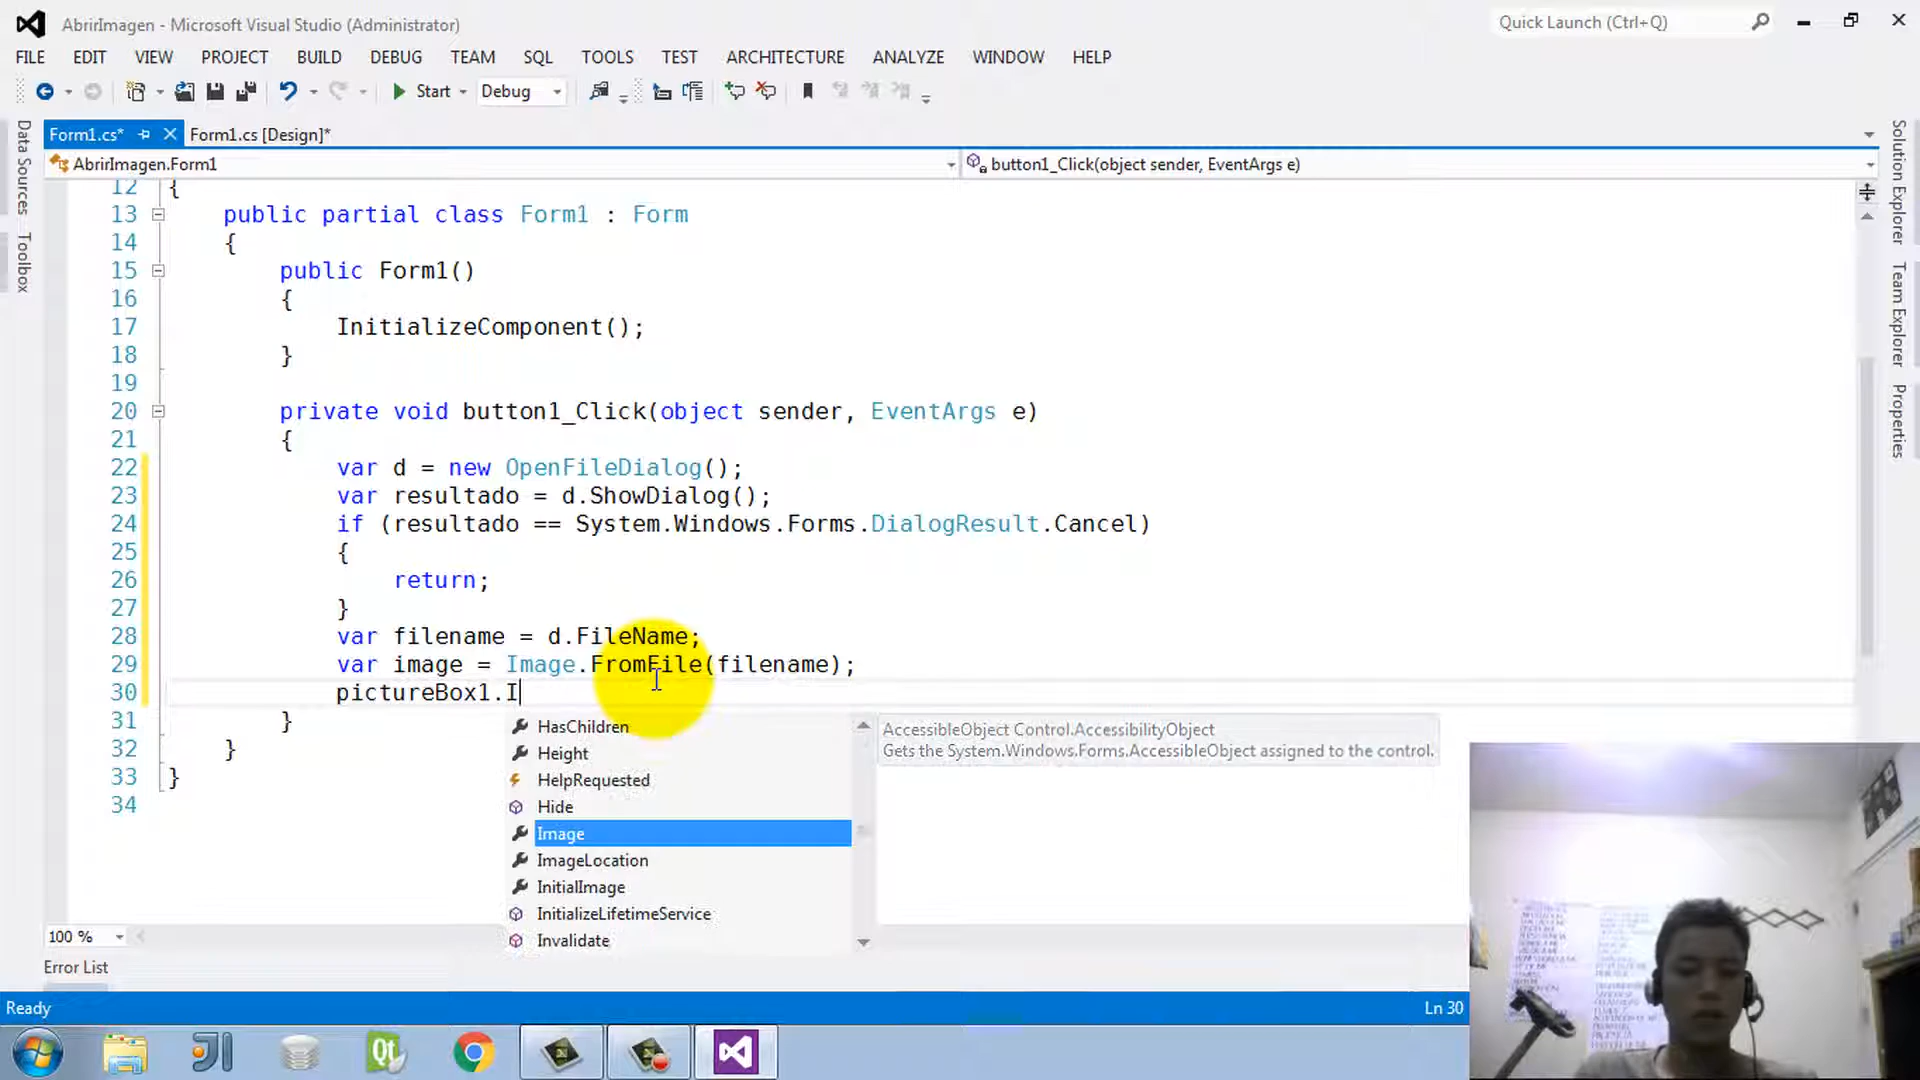 AbrirImagen - Microsoft Visual Studio (Administrator)
Quick Launch (Ctrl+Q)
FILE EDIT VIEW PROJECT BUILD DEBUG TEAM SQL TOOLS TEST ARCHITECTURE ANALYZE WINDOW HELP
Start Debug
Form1.cs* Form1.cs [Design]*
AbrirImagen.Form1 button1_Click(object sender, EventArgs e)
Data Sources
Toolbox
Solution Explorer
Team Explorer
Properties
12 {
13 public partial class Form1 : Form
14 {
15 public Form1()
16 {
17 InitializeComponent();
18 }
19
20 private void button1_Click(object sender, EventArgs e)
21 {
22 var d = new OpenFileDialog();
23 var resultado = d.ShowDialog();
24 if (resultado == System.Windows.Forms.DialogResult.Cancel)
25 {
26 return;
27 }
28 var filename = d.FileName;
29 var image = Image.FromFile(filename);
30 pictureBox1.I
31 }
32 }
33 }
34
HasChildren
Height
HelpRequested
Hide
Image
ImageLocation
InitialImage
InitializeLifetimeService
Invalidate
AccessibleObject Control.AccessibilityObject
Gets the System.Windows.Forms.AccessibleObject assigned to the control.
100 %
Error List
Ready Ln 30
Qt